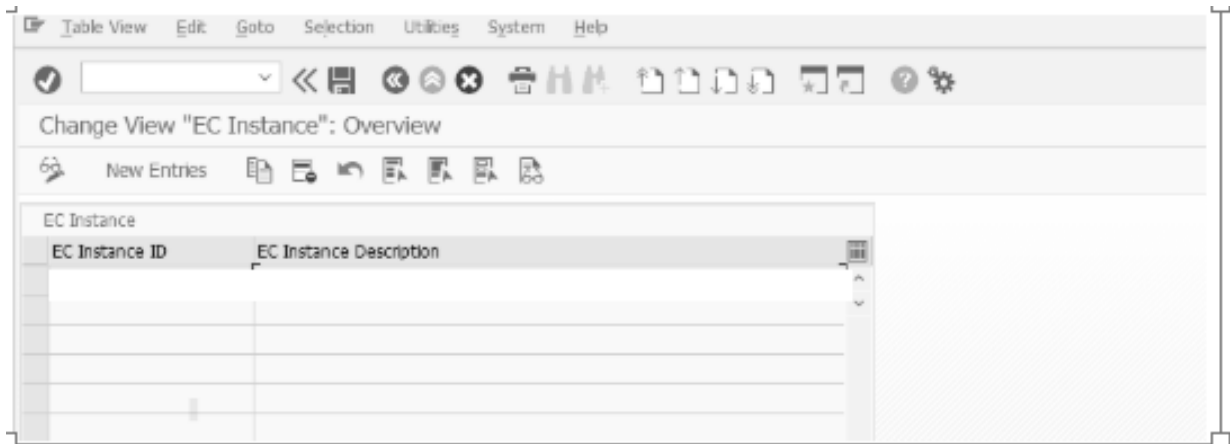 Table View Edit Goto Selection Utilities System Help
Change View "EC Instance": Overview
New Entries
EC Instance
EC Instance ID EC Instance Description